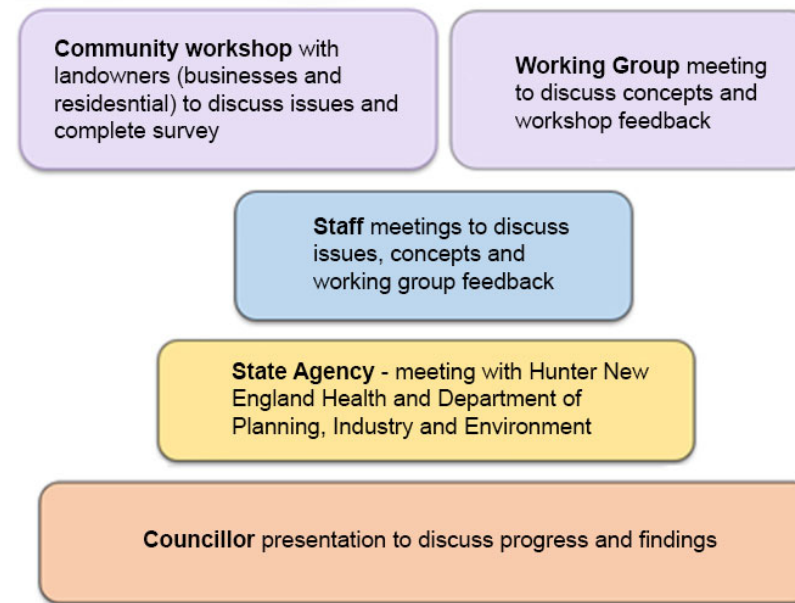 Community workshop with
landowners (businesses and
residesntial) to discuss issues and
complete survey
Working Group meeting
to discuss concepts and
workshop feedback
Staff meetings to discuss
issues, concepts and
working group feedback
State Agency - meeting with Hunter New
England Health and Department of
Planning, Industry and Environment
Councillor presentation to discuss progress and findings